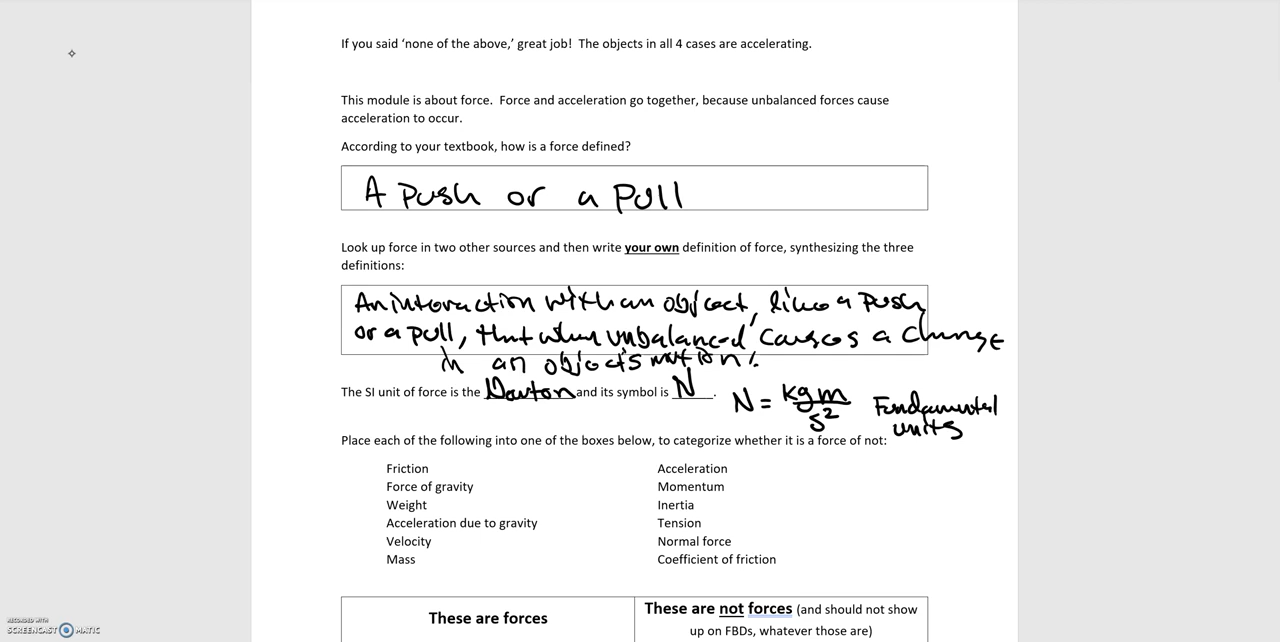 If you said ‘none of the above,’ great job! The objects in all 4 cases are accelerating.
This module is about force. Force and acceleration go together, because unbalanced forces cause
acceleration to occur.
According to your textbook, how is a force defined?
A push or a pull
Look up force in two other sources and then write your own definition of force, synthesizing the three
definitions:
An interaction with an object, like a push
or a pull, that when unbalanced, causes a change
in an object's motion.
The SI unit of force is the Newton and its symbol is N.
N = kg m / s²
Fundamental
units
Place each of the following into one of the boxes below, to categorize whether it is a force of not:
Friction
Force of gravity
Weight
Acceleration due to gravity
Velocity
Mass
Acceleration
Momentum
Inertia
Tension
Normal force
Coefficient of friction
These are forces
These are not forces (and should not show
up on FBDs, whatever those are)
RECORDED WITH
SCREENCAST MATIC